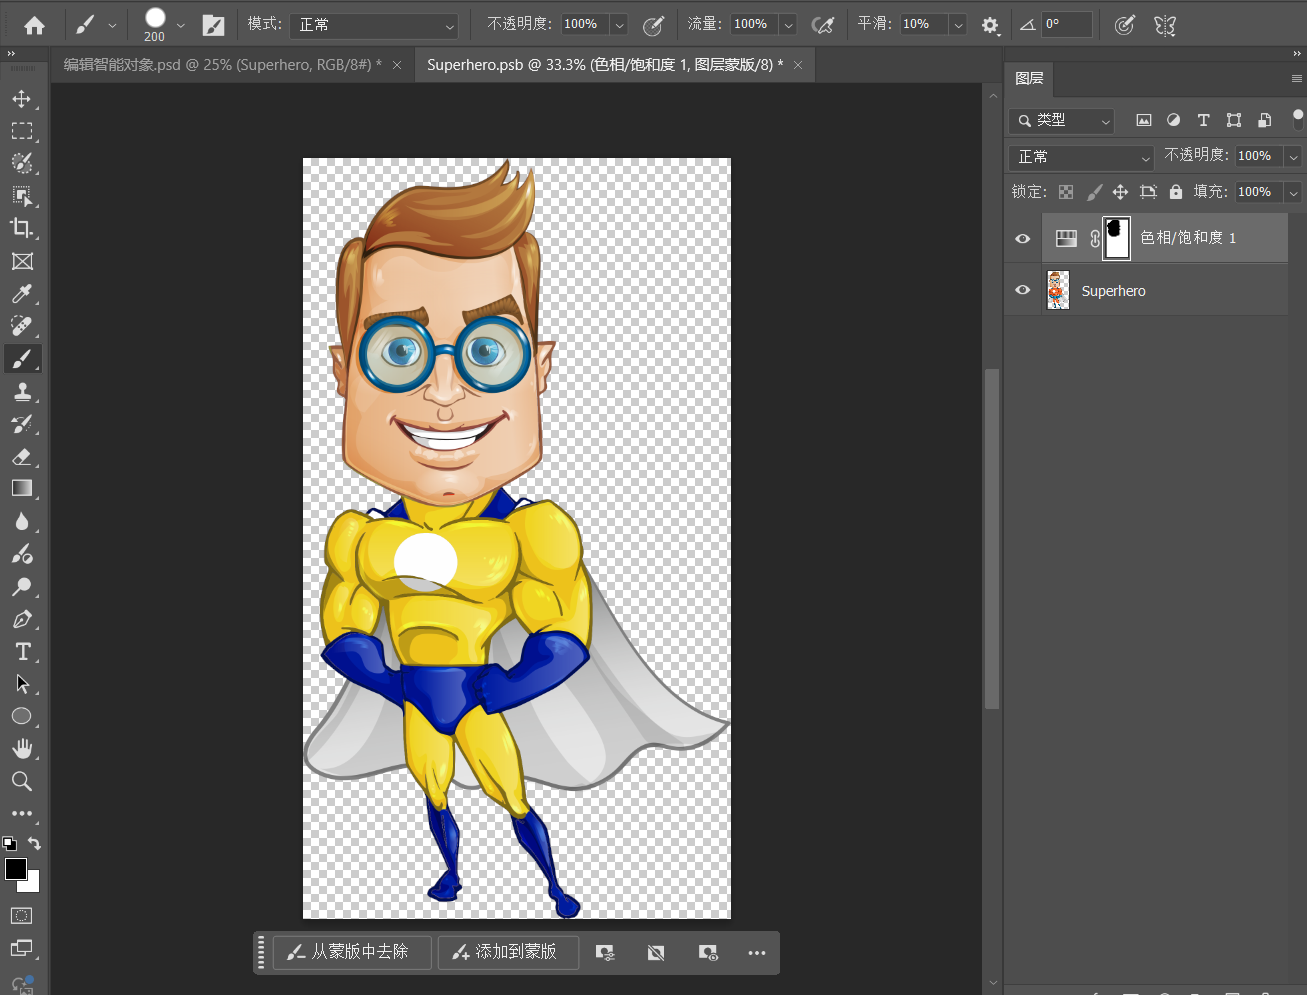 200
模式: 正常
不透明度: 100%
流量: 100%
平滑: 10%
0°
编辑智能对象.psd @ 25% (Superhero, RGB/8#) *
Superhero.psb @ 33.3% (色相/饱和度 1, 图层蒙版/8) *
图层
类型
正常
不透明度: 100%
锁定:
填充: 100%
色相/饱和度 1
Superhero
从蒙版中去除
添加到蒙版